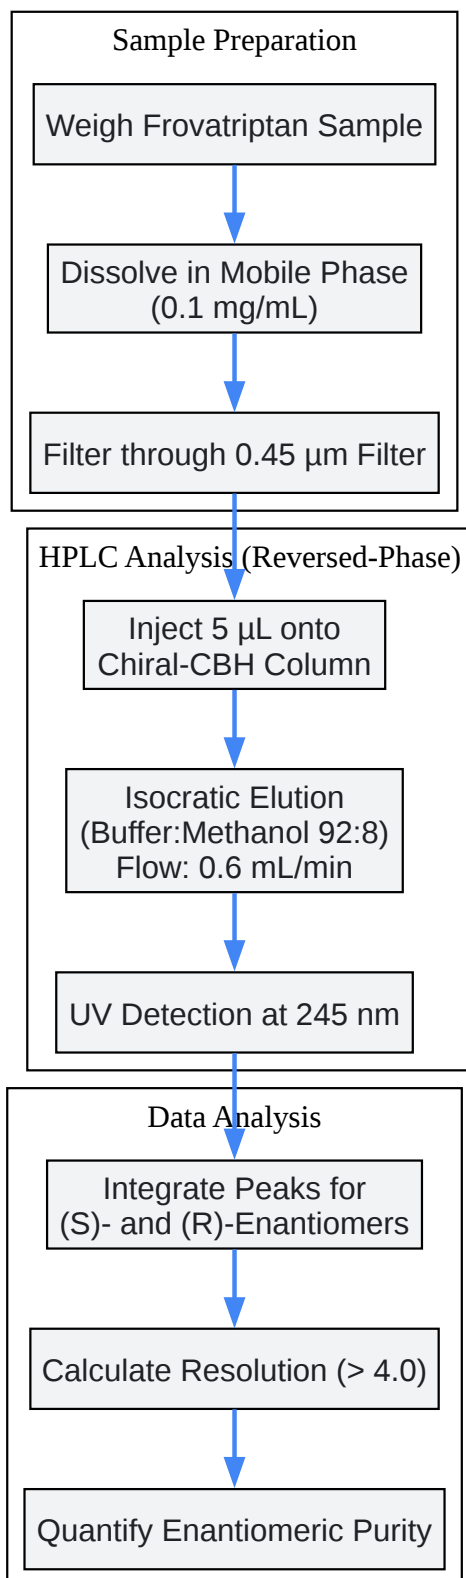 Sample Preparation
Weigh Frovatriptan Sample
Dissolve in Mobile Phase
(0.1 mg/mL)
Filter through 0.45 µm Filter
HPLC Analysis (Reversed-Phase)
Inject 5 µL onto
Chiral-CBH Column
Isocratic Elution
(Buffer:Methanol 92:8)
Flow: 0.6 mL/min
UV Detection at 245 nm
Data Analysis
Integrate Peaks for
(S)- and (R)-Enantiomers
Calculate Resolution (> 4.0)
Quantify Enantiomeric Purity